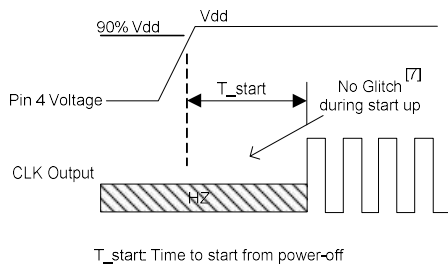 Vdd
90% Vdd
T_start
No Glitch [7]
during start up
Pin 4 Voltage
CLK Output
HZ
T_start: Time to start from power-off